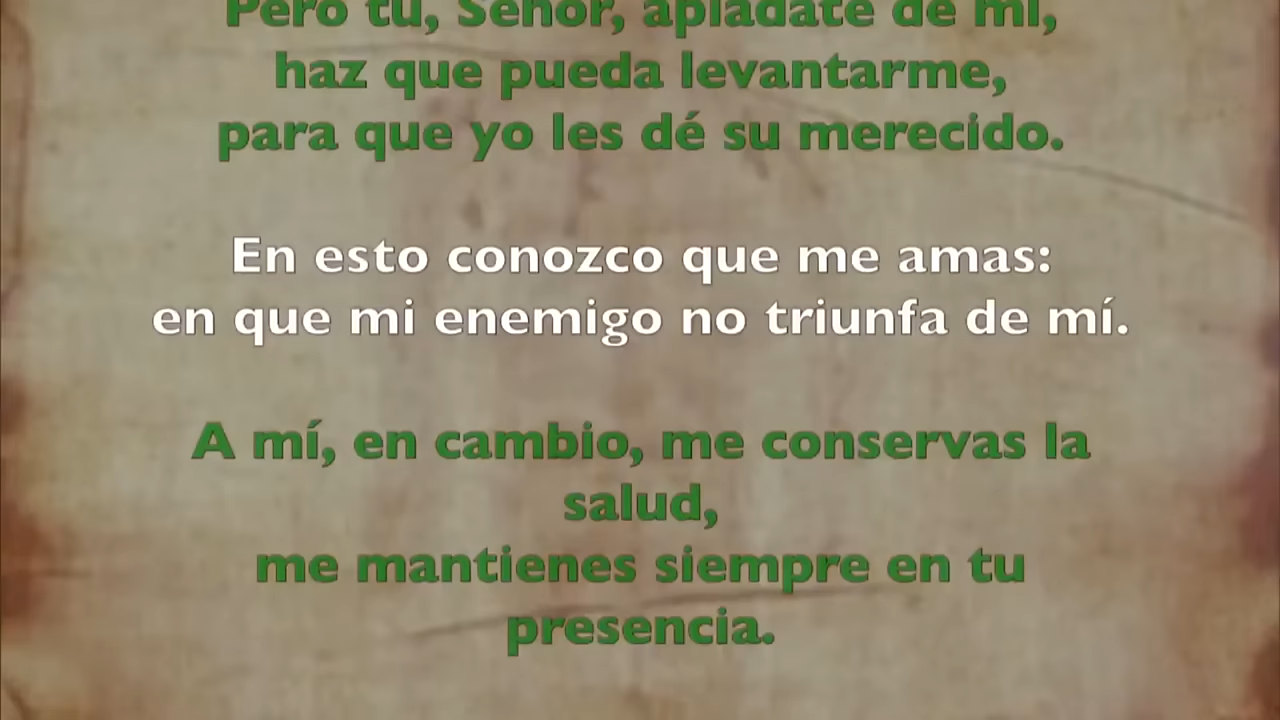 Pero tú, Señor, apiádate de mí,
haz que pueda levantarme,
para que yo les dé su merecido.
En esto conozco que me amas:
en que mi enemigo no triunfa de mí.
A mí, en cambio, me conservas la
salud,
me mantienes siempre en tu
presencia.